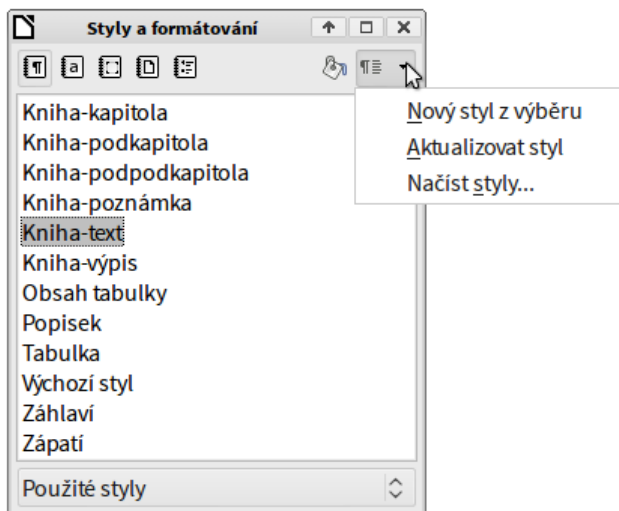 Styly a formátování
Nový styl z výběru
Aktualizovat styl
Načíst styly...
Kniha-kapitola
Kniha-podkapitola
Kniha-podpodkapitola
Kniha-poznámka
Kniha-text
Kniha-výpis
Obsah tabulky
Popisek
Tabulka
Výchozí styl
Záhlaví
Zápatí
Použité styly